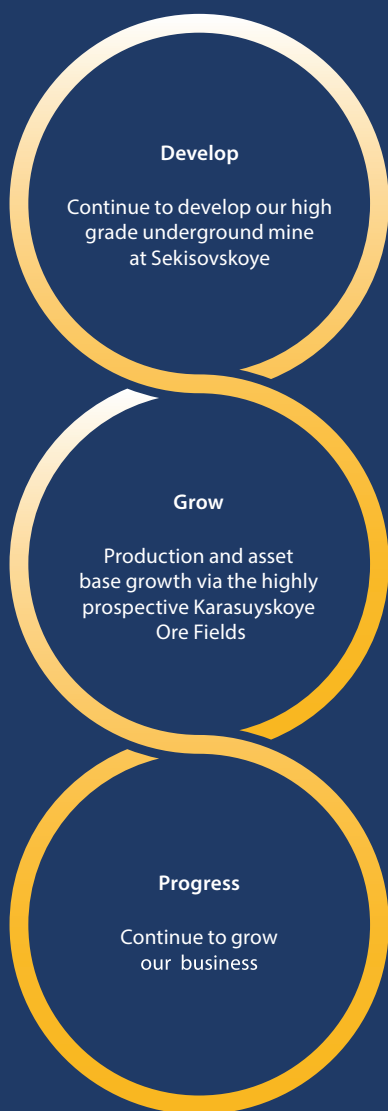 Develop
Continue to develop our high
grade underground mine
at Sekisovskoye
Grow
Production and asset
base growth via the highly
prospective Karasuyskoye
Ore Fields
Progress
Continue to grow
our business